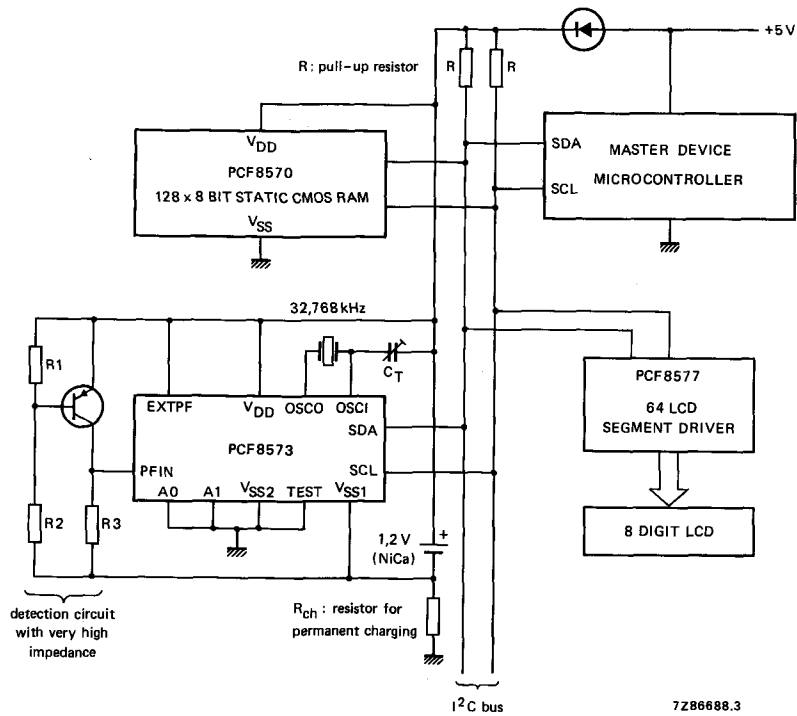 +5 V
R : pull-up resistor
R
R
VDD
PCF8570
128 x 8 BIT STATIC CMOS RAM
VSS
SDA
SCL
MASTER DEVICE
MICROCONTROLLER
32,768 kHz
R1
CT
EXTPF
VDD
OSCO
OSCI
SDA
PCF8573
PFIN
SCL
A0
A1
VSS2
TEST
VSS1
R2
R3
PCF8577
64 LCD
SEGMENT DRIVER
8 DIGIT LCD
1,2 V
(NiCa)
+
Rch : resistor for
permanent charging
detection circuit
with very high
impedance
I²C bus
7Z86688.3